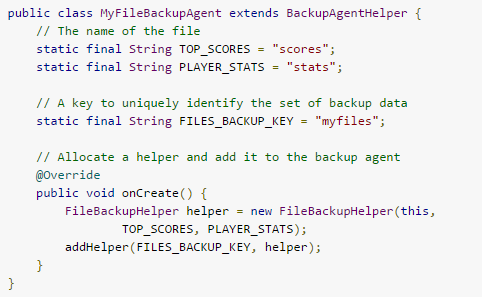 public class MyFileBackupAgent extends BackupAgentHelper {
    // The name of the file
    static final String TOP_SCORES = "scores";
    static final String PLAYER_STATS = "stats";

    // A key to uniquely identify the set of backup data
    static final String FILES_BACKUP_KEY = "myfiles";

    // Allocate a helper and add it to the backup agent
    @Override
    public void onCreate() {
        FileBackupHelper helper = new FileBackupHelper(this,
                TOP_SCORES, PLAYER_STATS);
        addHelper(FILES_BACKUP_KEY, helper);
    }
}